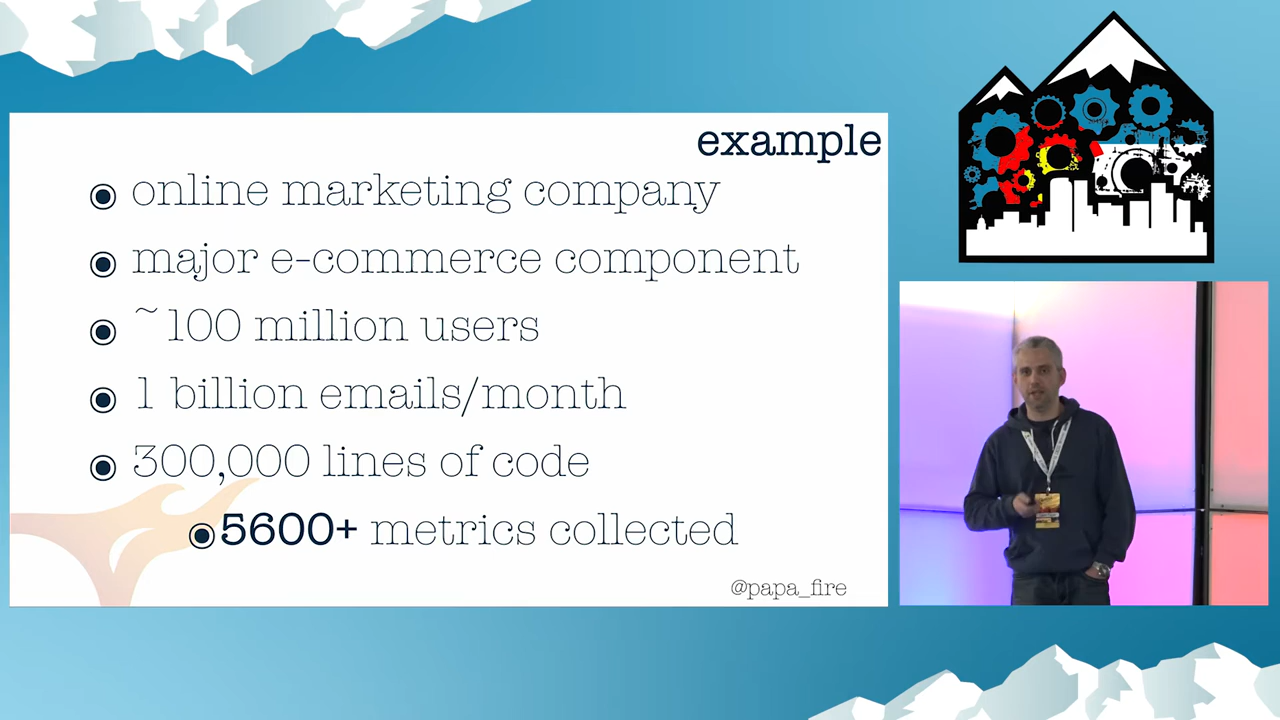 example
online marketing company
major e-commerce component
~100 million users
1 billion emails/month
300,000 lines of code
5600+ metrics collected
@papa_fire